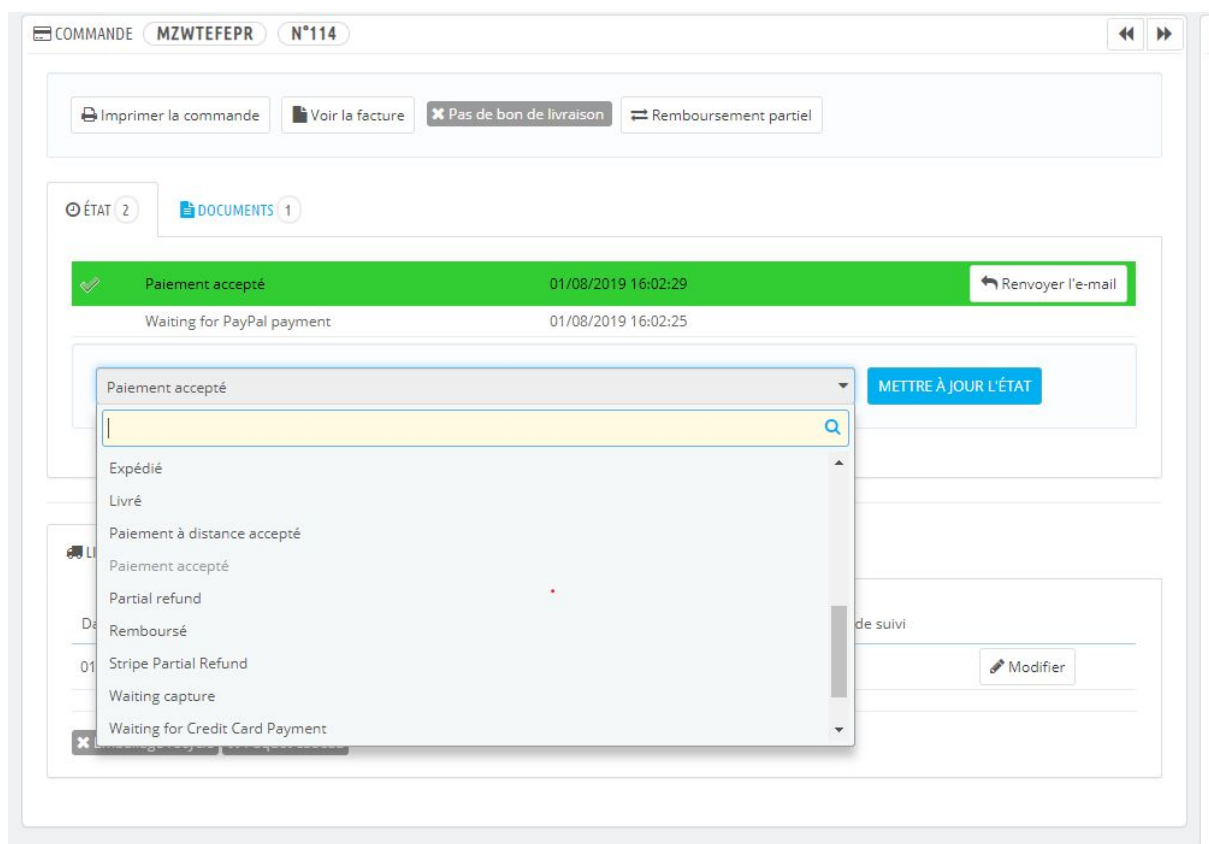 COMMANDE MZWTEFEPR N°114
Imprimer la commande Voir la facture Pas de bon de livraison Remboursement partiel
ÉTAT 2 DOCUMENTS 1
Paiement accepté 01/08/2019 16:02:29 Renvoyer l'e-mail
Waiting for PayPal payment 01/08/2019 16:02:25
Paiement accepté METTRE À JOUR L'ÉTAT
Expédié
Livré
Paiement à distance accepté
Paiement accepté
Partial refund
Remboursé de suivi
Stripe Partial Refund Modifier
Waiting capture
Waiting for Credit Card Payment